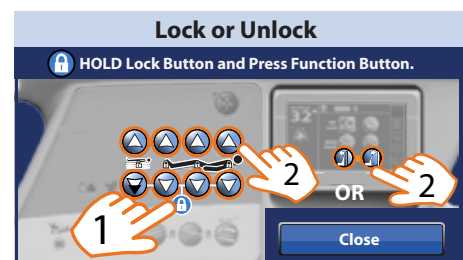 Lock or Unlock
HOLD Lock Button and Press Function Button.
32°
1
2
OR
2
Close